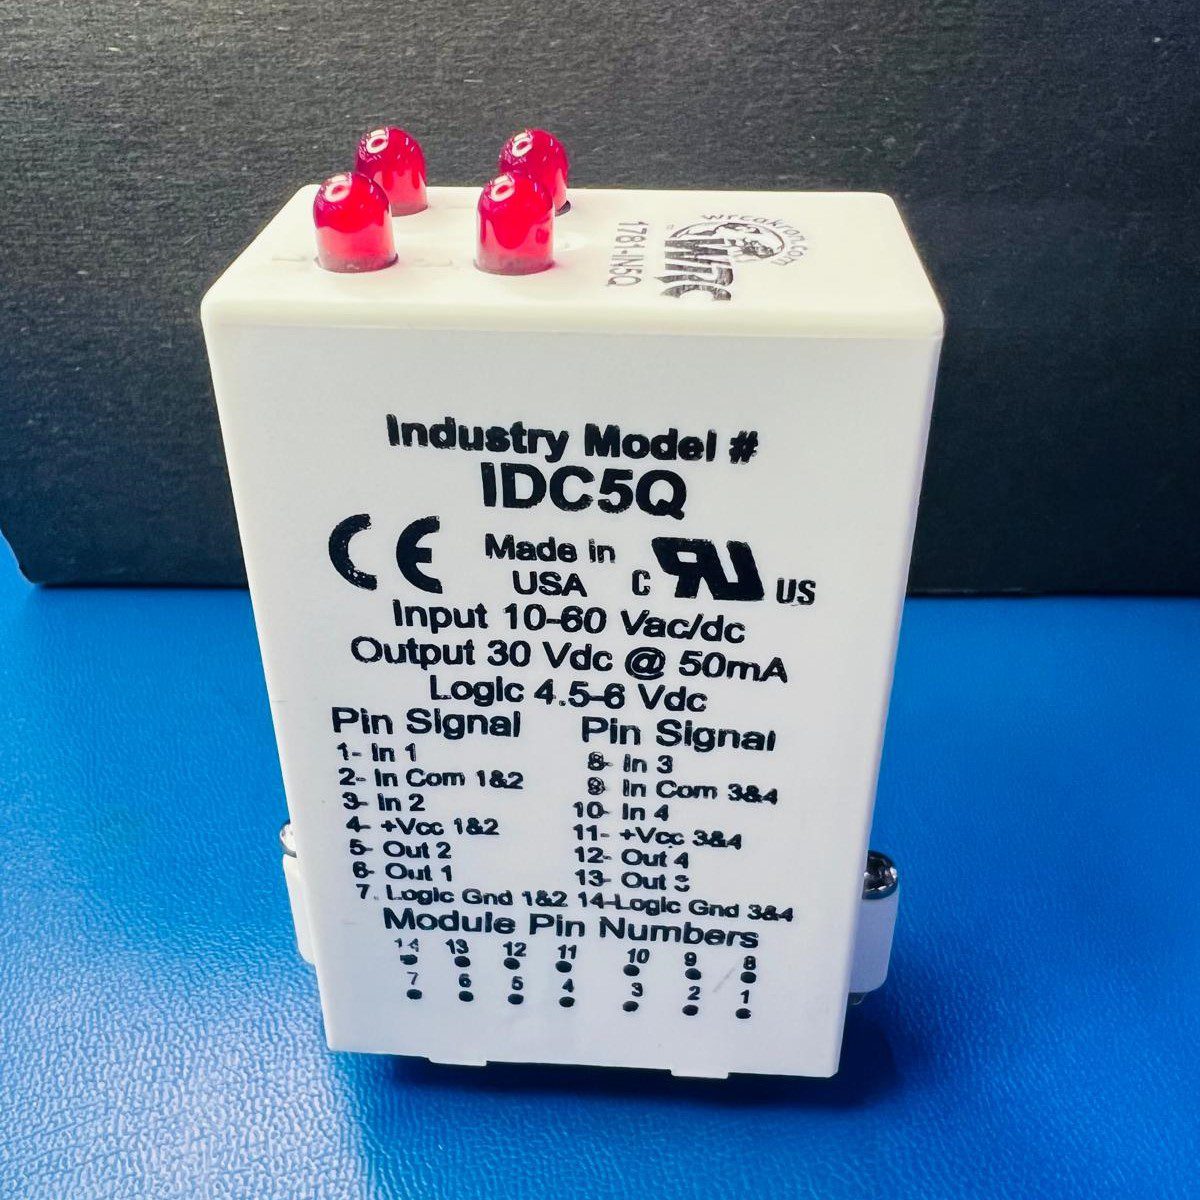 wrcakron.com
WRC
1781-IN5Q
Industry Model #
IDC5Q
CE Made in USA C RU US
Input 10-60 Vac/dc
Output 30 Vdc @ 50mA
Logic 4.5-6 Vdc
Pin Signal
1- In 1
2- In Com 1&2
3- In 2
4- +Vcc 1&2
5- Out 2
6- Out 1
7. Logic Gnd 1&2
Pin Signal
8- In 3
9- In Com 3&4
10- In 4
11- +Vcc 3&4
12- Out 4
13- Out 3
14-Logic Gnd 3&4
Module Pin Numbers
14 13 12 11 10 9 8
7 6 5 4 3 2 1